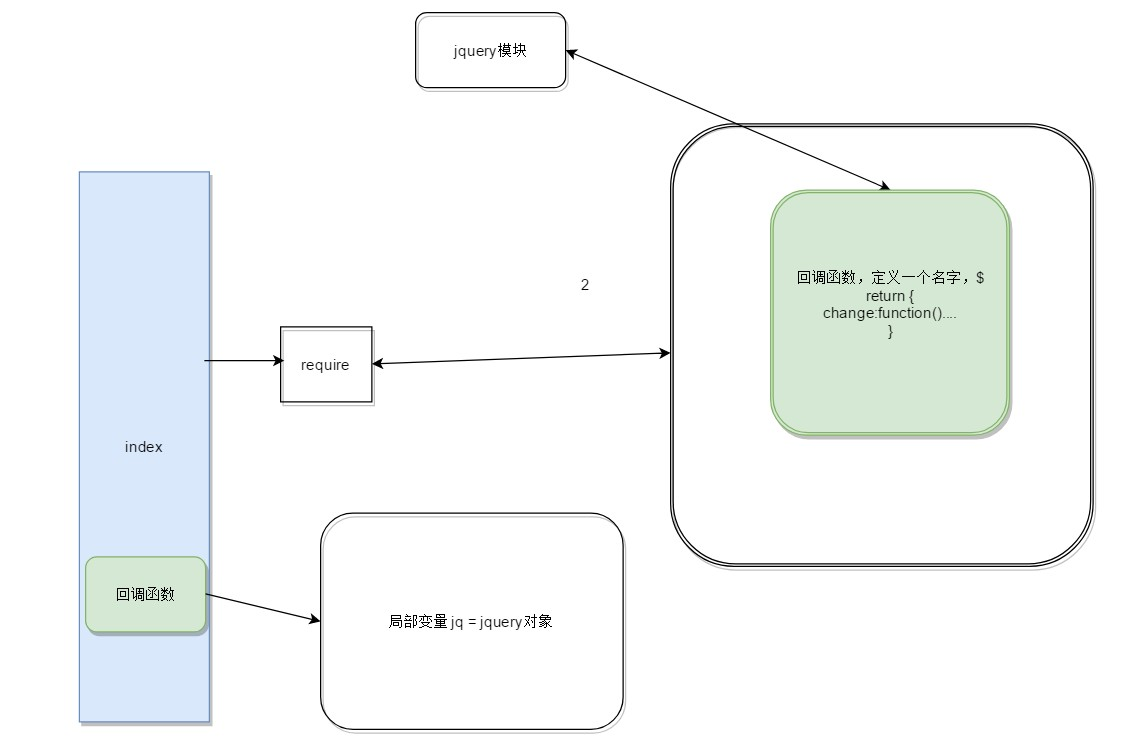 jquery模块
2
回调函数，定义一个名字，$
return {
change:function()....
}
require
index
回调函数
局部变量 jq = jquery对象